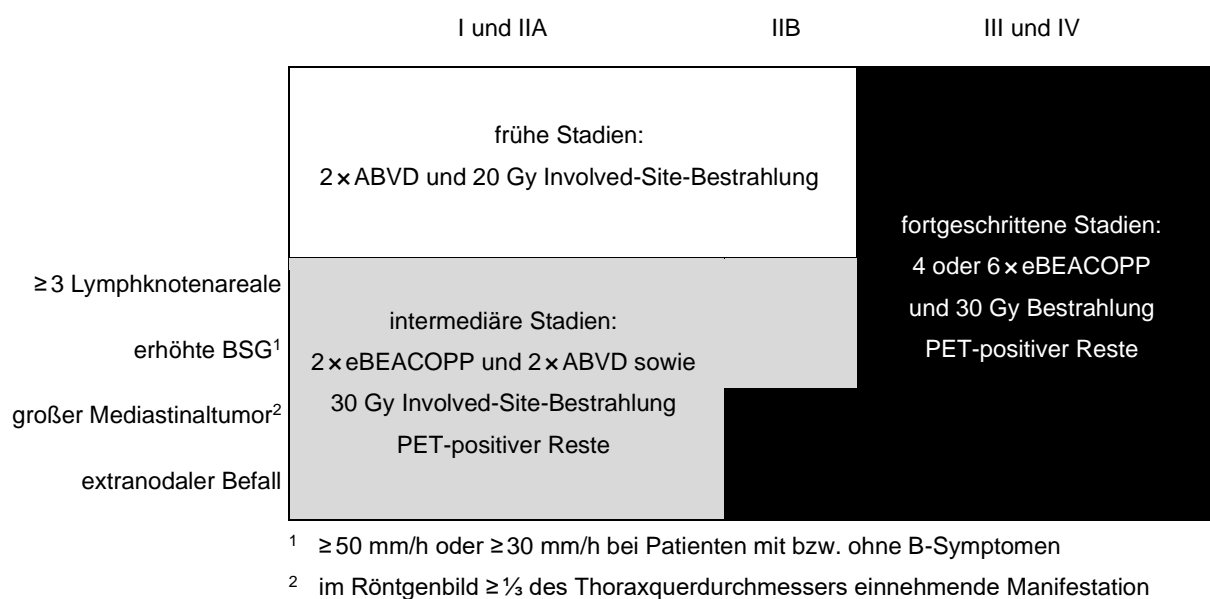 I und IIA IIB III und IV
frühe Stadien:
2×ABVD und 20 Gy Involved-Site-Bestrahlung
fortgeschrittene Stadien:
4 oder 6×eBEACOPP
und 30 Gy Bestrahlung
PET-positiver Reste
≥3 Lymphknotenareale
erhöhte BSG¹
großer Mediastinaltumor²
extranodaler Befall
intermediäre Stadien:
2×eBEACOPP und 2×ABVD sowie
30 Gy Involved-Site-Bestrahlung
PET-positiver Reste
¹ ≥50 mm/h oder ≥30 mm/h bei Patienten mit bzw. ohne B-Symptomen
² im Röntgenbild ≥⅓ des Thoraxquerdurchmessers einnehmende Manifestation